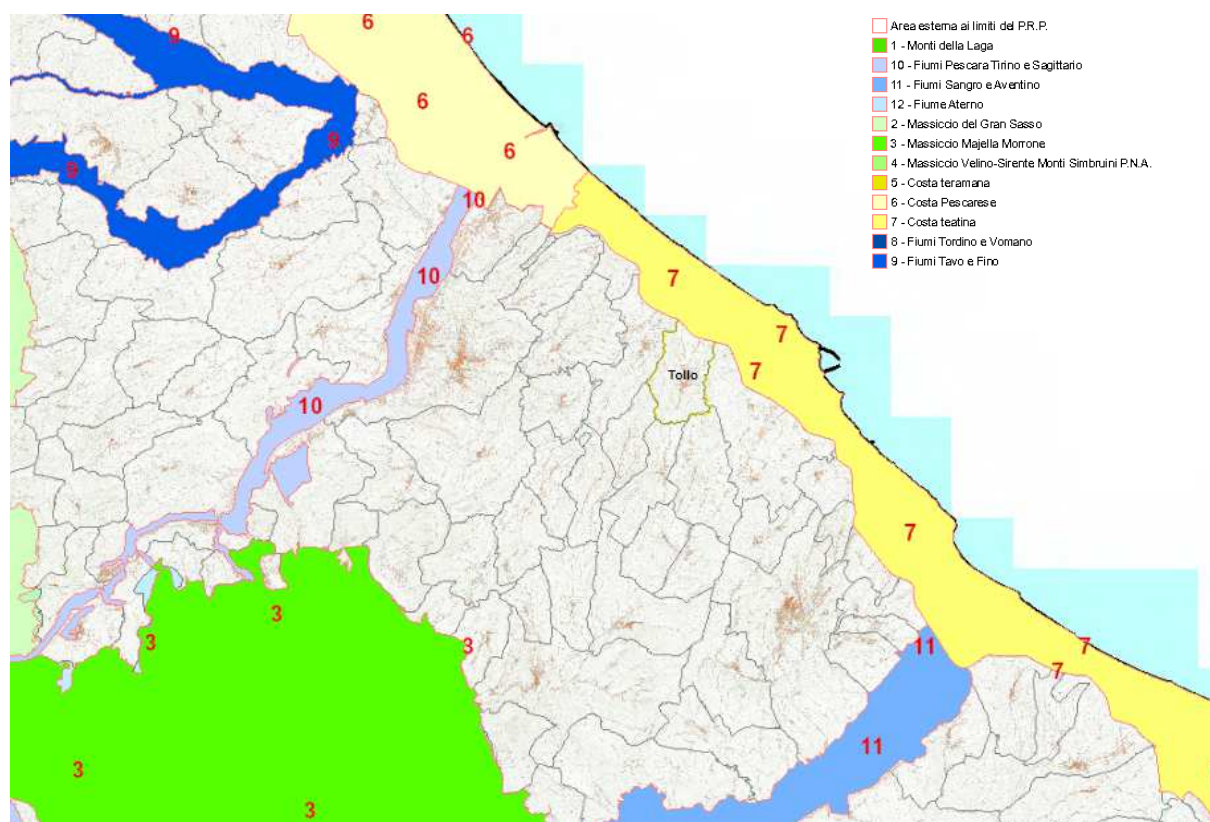 Area esterna ai limiti del P.R.P.
1 - Monti della Laga
10 - Fiumi Pescara Tirino e Sagittario
11 - Fiumi Sangro e Aventino
12 - Fiume Aterno
2 - Massiccio del Gran Sasso
3 - Massiccio Majella Morrone
4 - Massiccio Velino-Sirente Monti Simbruini P.N.A.
5 - Costa teramana
6 - Costa Pescarese
7 - Costa teatina
8 - Fiumi Tordino e Vomano
9 - Fiumi Tavo e Fino
6
9
6
6
9
6
9
10
10
7
7
7
Tollo
10
7
3
3
3
11
7
7
11
3
3